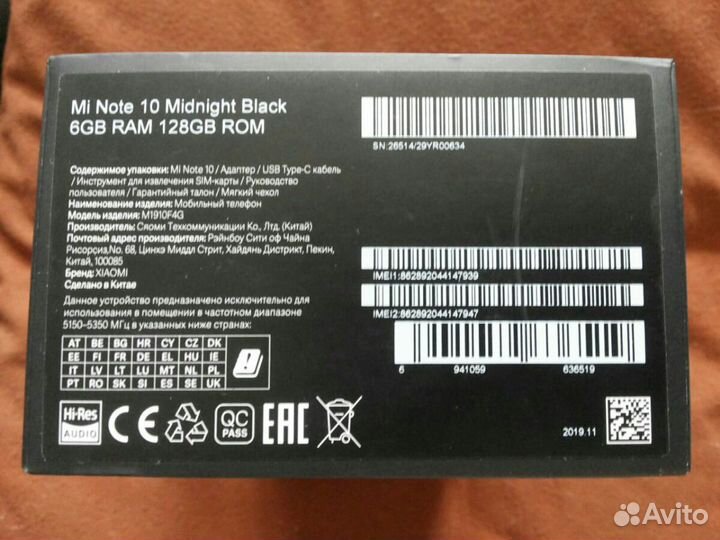 Mi Note 10 Midnight Black
6GB RAM 128GB ROM
Содержимое упаковки: Mi Note 10 / Адаптер / USB Type-C кабель
/ Инструмент для извлечения SIM-карты / Руководство
пользователя / Гарантийный талон / Мягкий чехол
Наименование изделия: Мобильный телефон
Модель изделия: M1910F4G
Производитель: Сяоми Техкоммуникации Ко., Лтд. (Китай)
Почтовый адрес производителя: Рэйнбоу Сити оф Чайна
Рисорсиз,No. 68, Цинхэ Миддл Стрит, Хайдянь Дистрикт, Пекин,
Китай, 100085
Бренд: XIAOMI
Сделано в Китае
Данное устройство предназначено исключительно для
использования в помещении в частотном диапазоне
5150-5350 МГц в указанных ниже странах:
AT BE BG HR CY CZ DK
EE FI FR DE EL HU IE
IT LV LT LU MT NL PL
PT RO SK SI ES SE UK
Hi-Res
AUDIO
CE
QC
PASS
EAC
SN:26514/29YR00634
IMEI1:862892044147939
IMEI2:862892044147947
6 941059 636519
2019.11
Avito